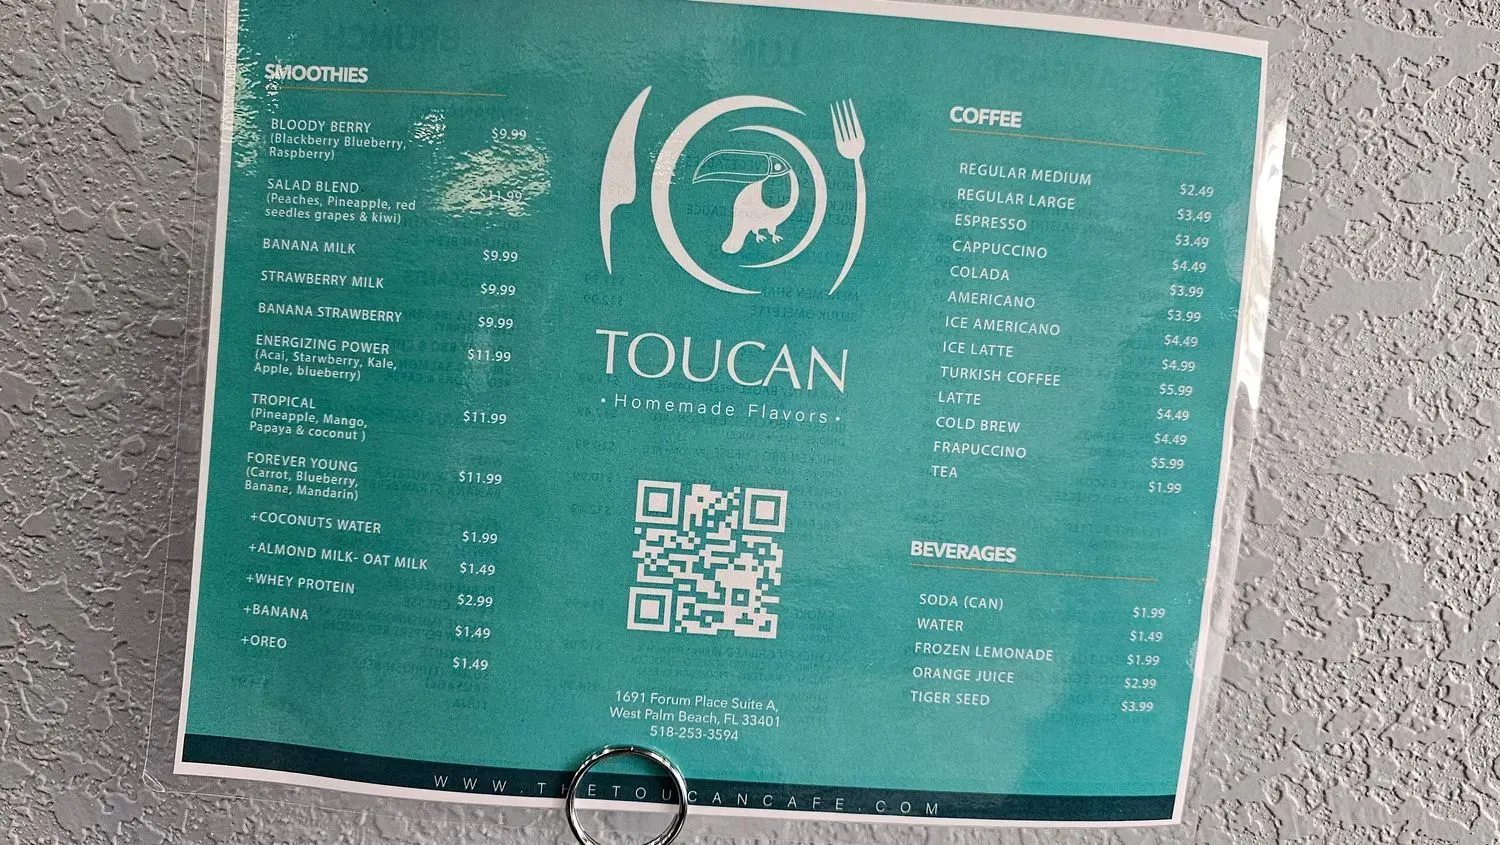 SMOOTHIES
BLOODY BERRY $9.99
(Blackberry Blueberry,
Raspberry)
SALAD BLEND $11.99
(Peaches, Pineapple, red
seedles grapes & kiwi)
BANANA MILK $9.99
STRAWBERRY MILK $9.99
BANANA STRAWBERRY $9.99
ENERGIZING POWER $11.99
(Acai, Starwberry, Kale,
Apple, blueberry)
TROPICAL
(Pineapple, Mango, $11.99
Papaya & coconut )
FOREVER YOUNG
(Carrot, Blueberry, $11.99
Banana, Mandarin)
+COCONUTS WATER $1.99
+ALMOND MILK- OAT MILK $1.49
+WHEY PROTEIN $2.99
+BANANA $1.49
+OREO $1.49
TOUCAN
• Homemade Flavors •
1691 Forum Place Suite A,
West Palm Beach, FL 33401
518-253-3594
COFFEE
REGULAR MEDIUM $2.49
REGULAR LARGE $3.49
ESPRESSO $3.49
CAPPUCCINO $4.49
COLADA $3.99
AMERICANO $3.99
ICE AMERICANO $4.49
ICE LATTE $4.99
TURKISH COFFEE $5.99
LATTE $4.49
COLD BREW $4.49
FRAPUCCINO $5.99
TEA $1.99
BEVERAGES
SODA (CAN) $1.99
WATER $1.49
FROZEN LEMONADE $1.99
ORANGE JUICE $2.99
TIGER SEED $3.99
WWW.THETOUCANCAFE.COM